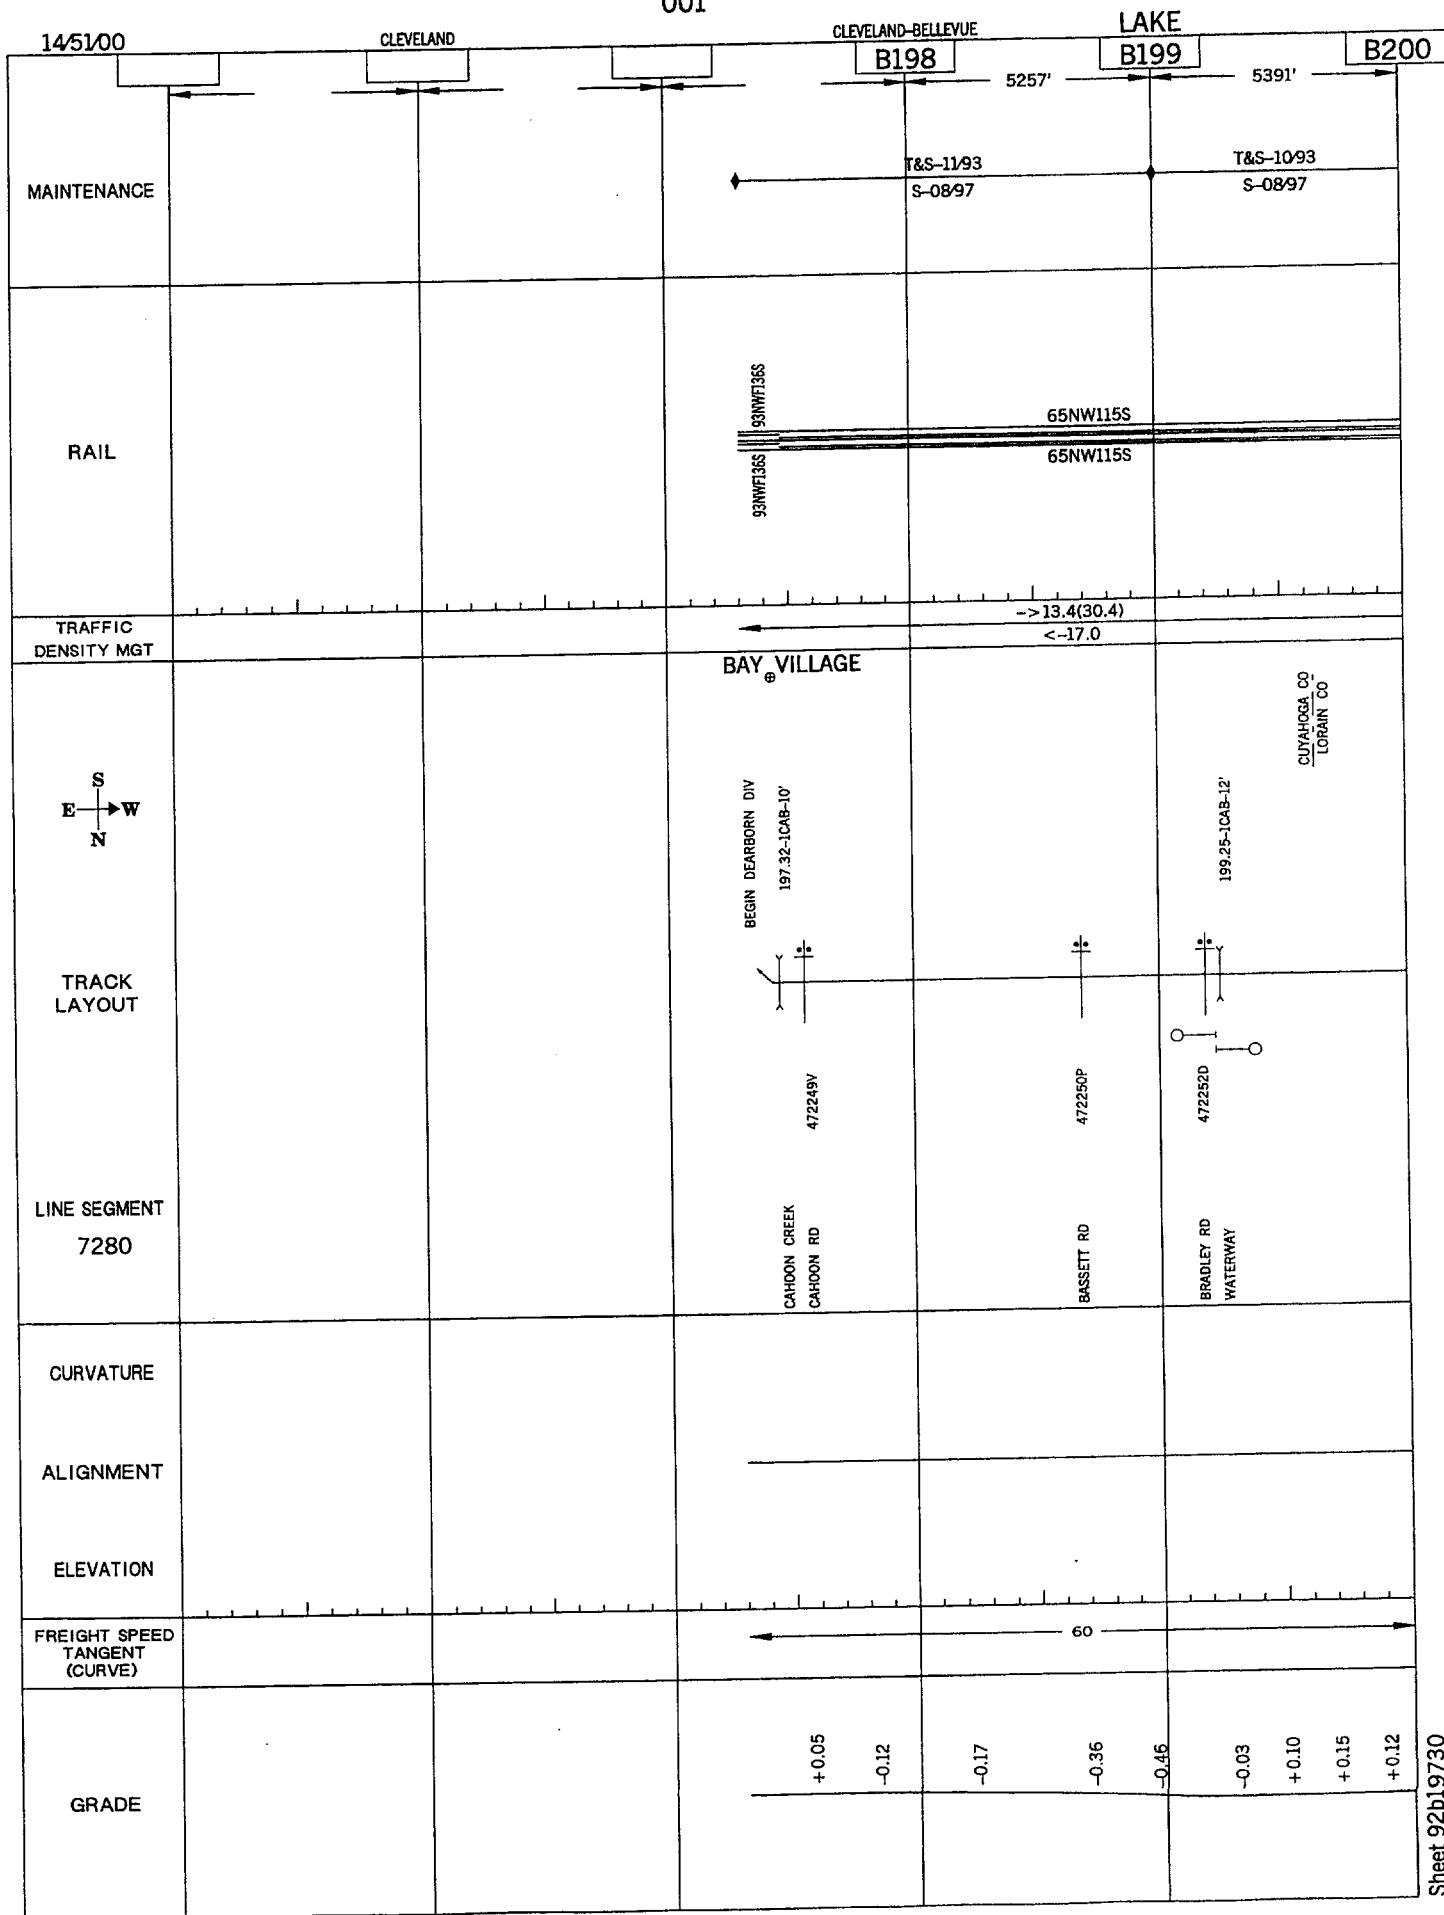 001
14/51/00
CLEVELAND
CLEVELAND-BELLEVUE
LAKE
B198
B199
B200
5257'
5391'
MAINTENANCE
T&S-11/93
S-08/97
T&S-10/93
S-08/97
RAIL
93NWF136S
93NWF136S
65NW115S
65NW115S
TRAFFIC
DENSITY MGT
->13.4(30.4)
<-17.0
BAY VILLAGE
CUYAHOGA CO
LORAIN CO
S
E W
N
BEGIN DEARBORN DIV
197.32-1CAB-10'
199.25-1CAB-12'
TRACK
LAYOUT
472249V
472250P
472252D
LINE SEGMENT
7280
CAHOON CREEK
CAHOON RD
BASSETT RD
BRADLEY RD
WATERWAY
CURVATURE
ALIGNMENT
ELEVATION
FREIGHT SPEED
TANGENT
(CURVE)
60
GRADE
+0.05
-0.12
-0.17
-0.36
-0.46
-0.03
+0.10
+0.15
+0.12
Sheet 92b19730